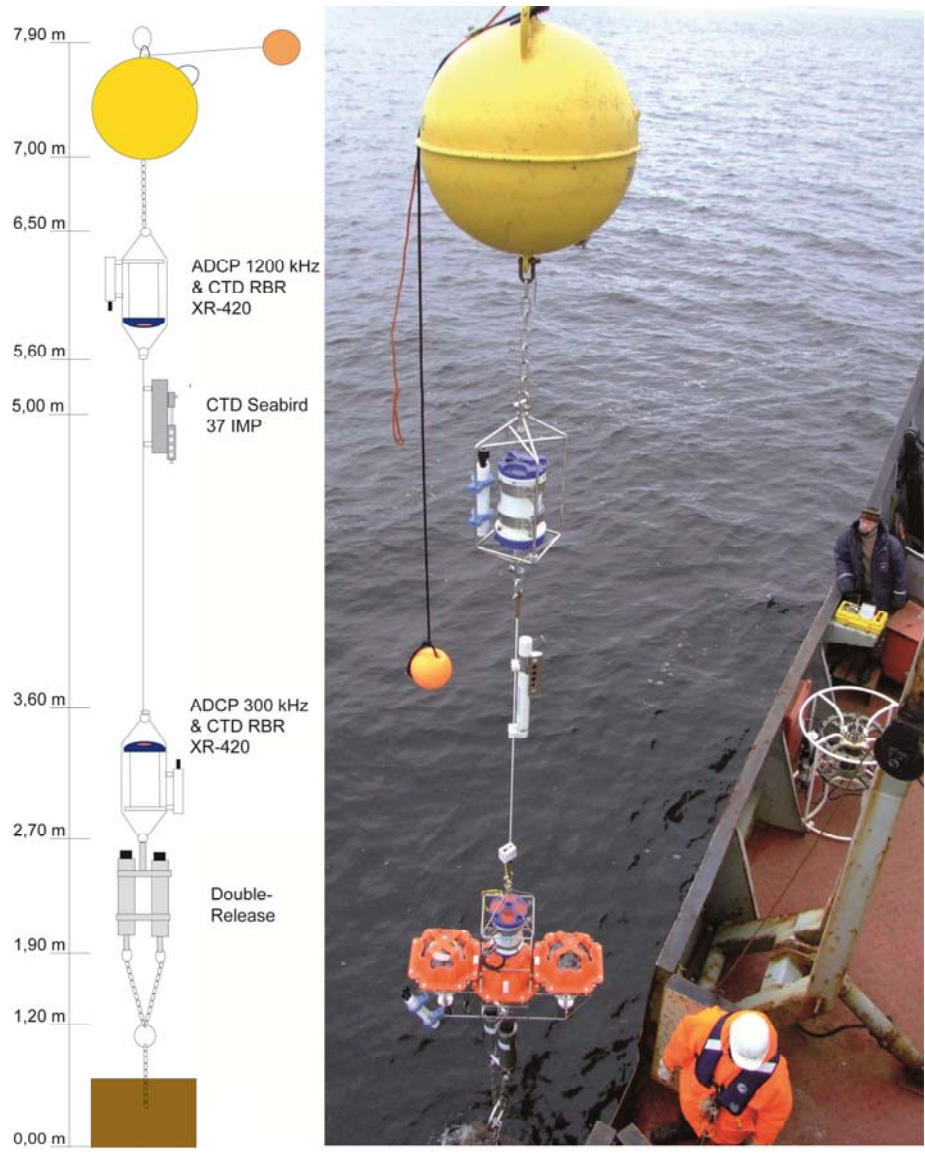 7,90 m
7,00 m
6,50 m
ADCP 1200 kHz
& CTD RBR
XR-420
5,60 m
5,00 m
CTD Seabird
37 IMP
3,60 m
ADCP 300 kHz
& CTD RBR
XR-420
2,70 m
Double-
Release
1,90 m
1,20 m
0,00 m